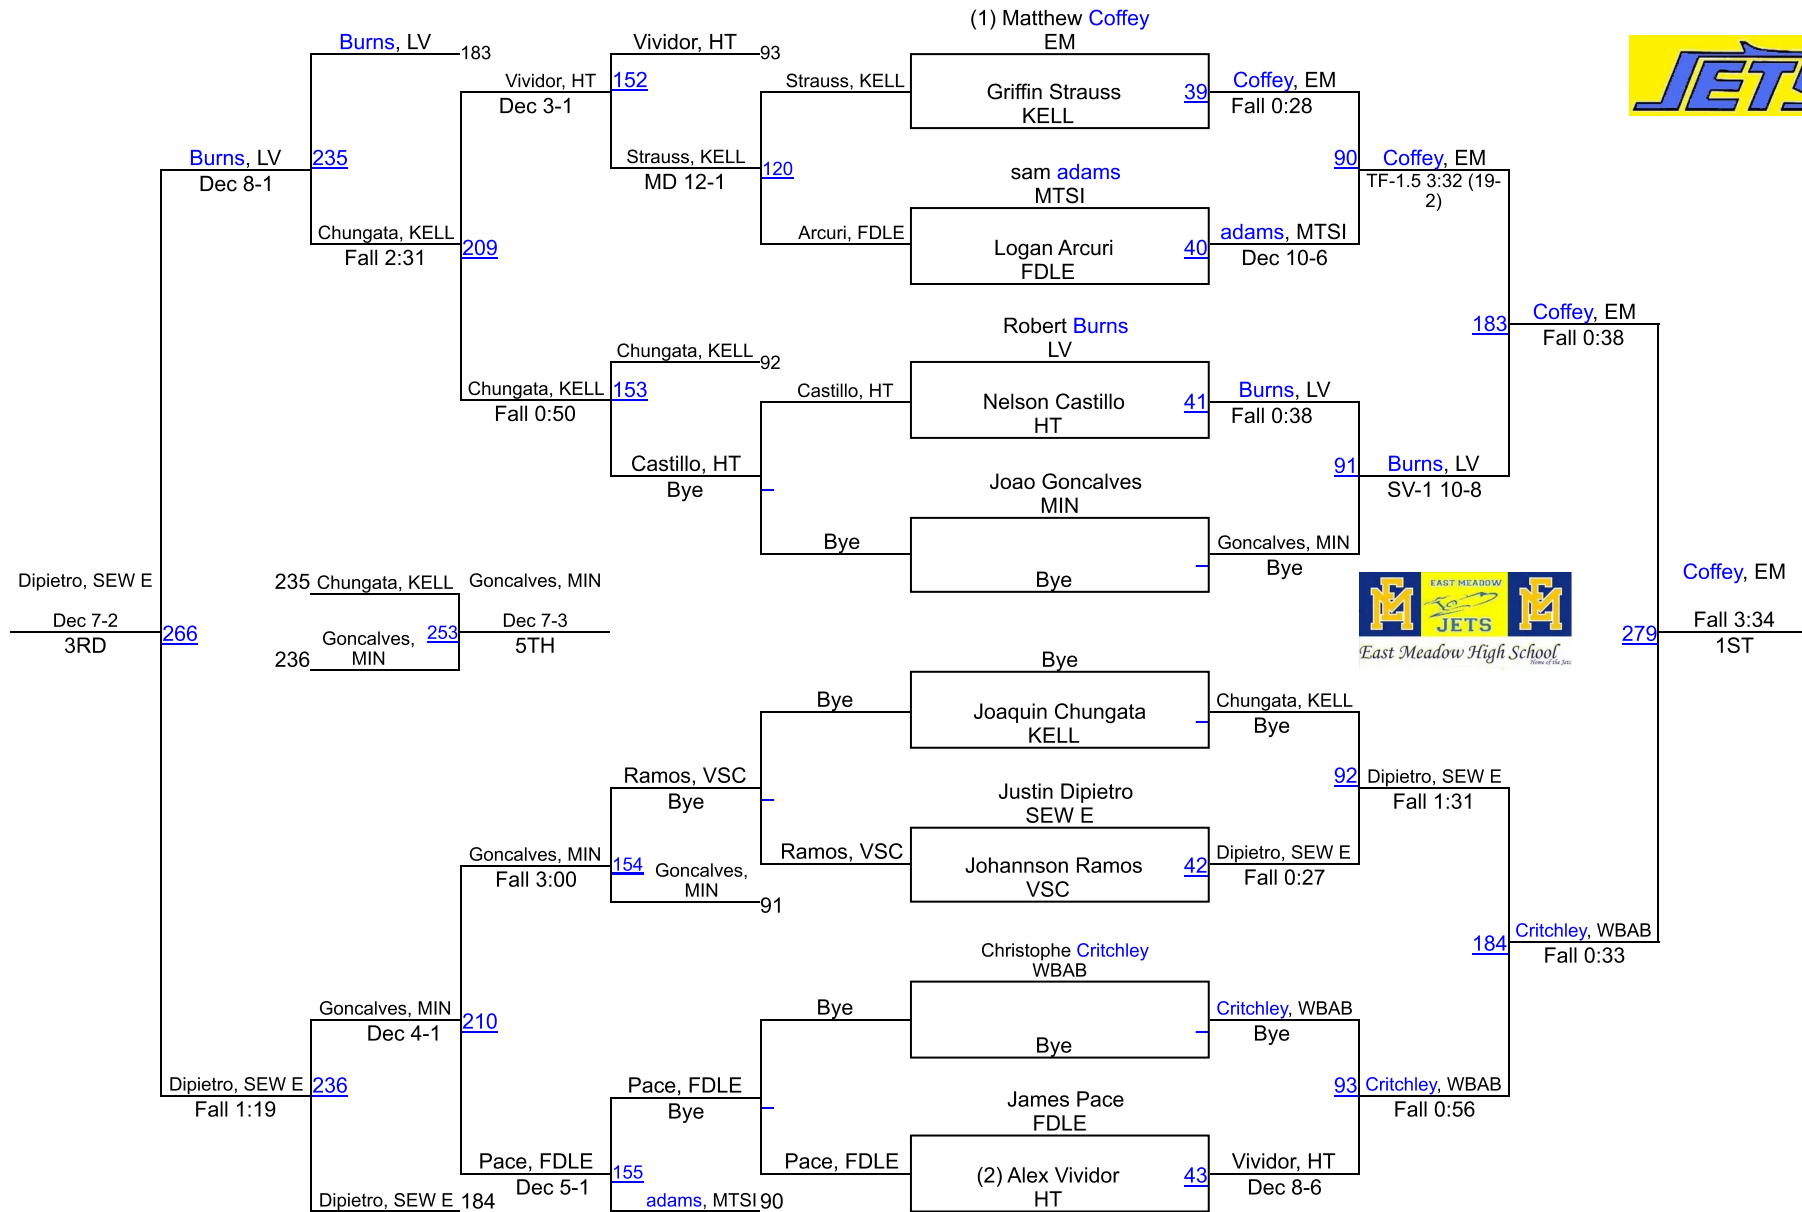 (1) Matthew Coffey
EM
Burns, LV
183
Vividor, HT
93
Vividor, HT
152
Strauss, KELL
Griffin Strauss
39
Coffey, EM
Dec 3-1
KELL
Fall 0:28
JETS
Burns, LV
235
Strauss, KELL
120
sam adams
90
Coffey, EM
Dec 8-1
MD 12-1
MTSI
TF-1.5 3:32 (19-
2)
Chungata, KELL
209
Arcuri, FDLE
Logan Arcuri
40
adams, MTSI
Fall 2:31
FDLE
Dec 10-6
Robert Burns
183
Coffey, EM
LV
Fall 0:38
Chungata, KELL
92
Chungata, KELL
153
Castillo, HT
Nelson Castillo
41
Burns, LV
Fall 0:50
HT
Fall 0:38
Castillo, HT
91
Burns, LV
Bye
Joao Goncalves
SV-1 10-8
MIN
Bye
Goncalves, MIN
Bye
Bye
Dipietro, SEW E
235
Chungata, KELL
Goncalves, MIN
EAST MEADOW
Coffey, EM
Dec 7-2
266
Goncalves,
MIN
253
Dec 7-3
EM
JETS
EM
279
Fall 3:34
3RD
236
5TH
East Meadow High School
1ST
Home of the Jets
Bye
Bye
Joaquin Chungata
Chungata, KELL
KELL
Bye
Ramos, VSC
92
Dipietro, SEW E
Bye
Justin Dipietro
Fall 1:31
SEW E
Goncalves, MIN
154
Ramos, VSC
Johannson Ramos
42
Dipietro, SEW E
Fall 3:00
Goncalves,
MIN
VSC
Fall 0:27
91
Christophe Critchley
184
Critchley, WBAB
WBAB
Fall 0:33
Goncalves, MIN
210
Bye
Critchley, WBAB
Dec 4-1
Bye
Bye
Dipietro, SEW E
236
Pace, FDLE
James Pace
93
Critchley, WBAB
Fall 1:19
Bye
FDLE
Fall 0:56
Pace, FDLE
155
Pace, FDLE
(2) Alex Vividor
43
Vividor, HT
Dec 5-1
HT
Dec 8-6
Dipietro, SEW E
184
adams, MTSI
90